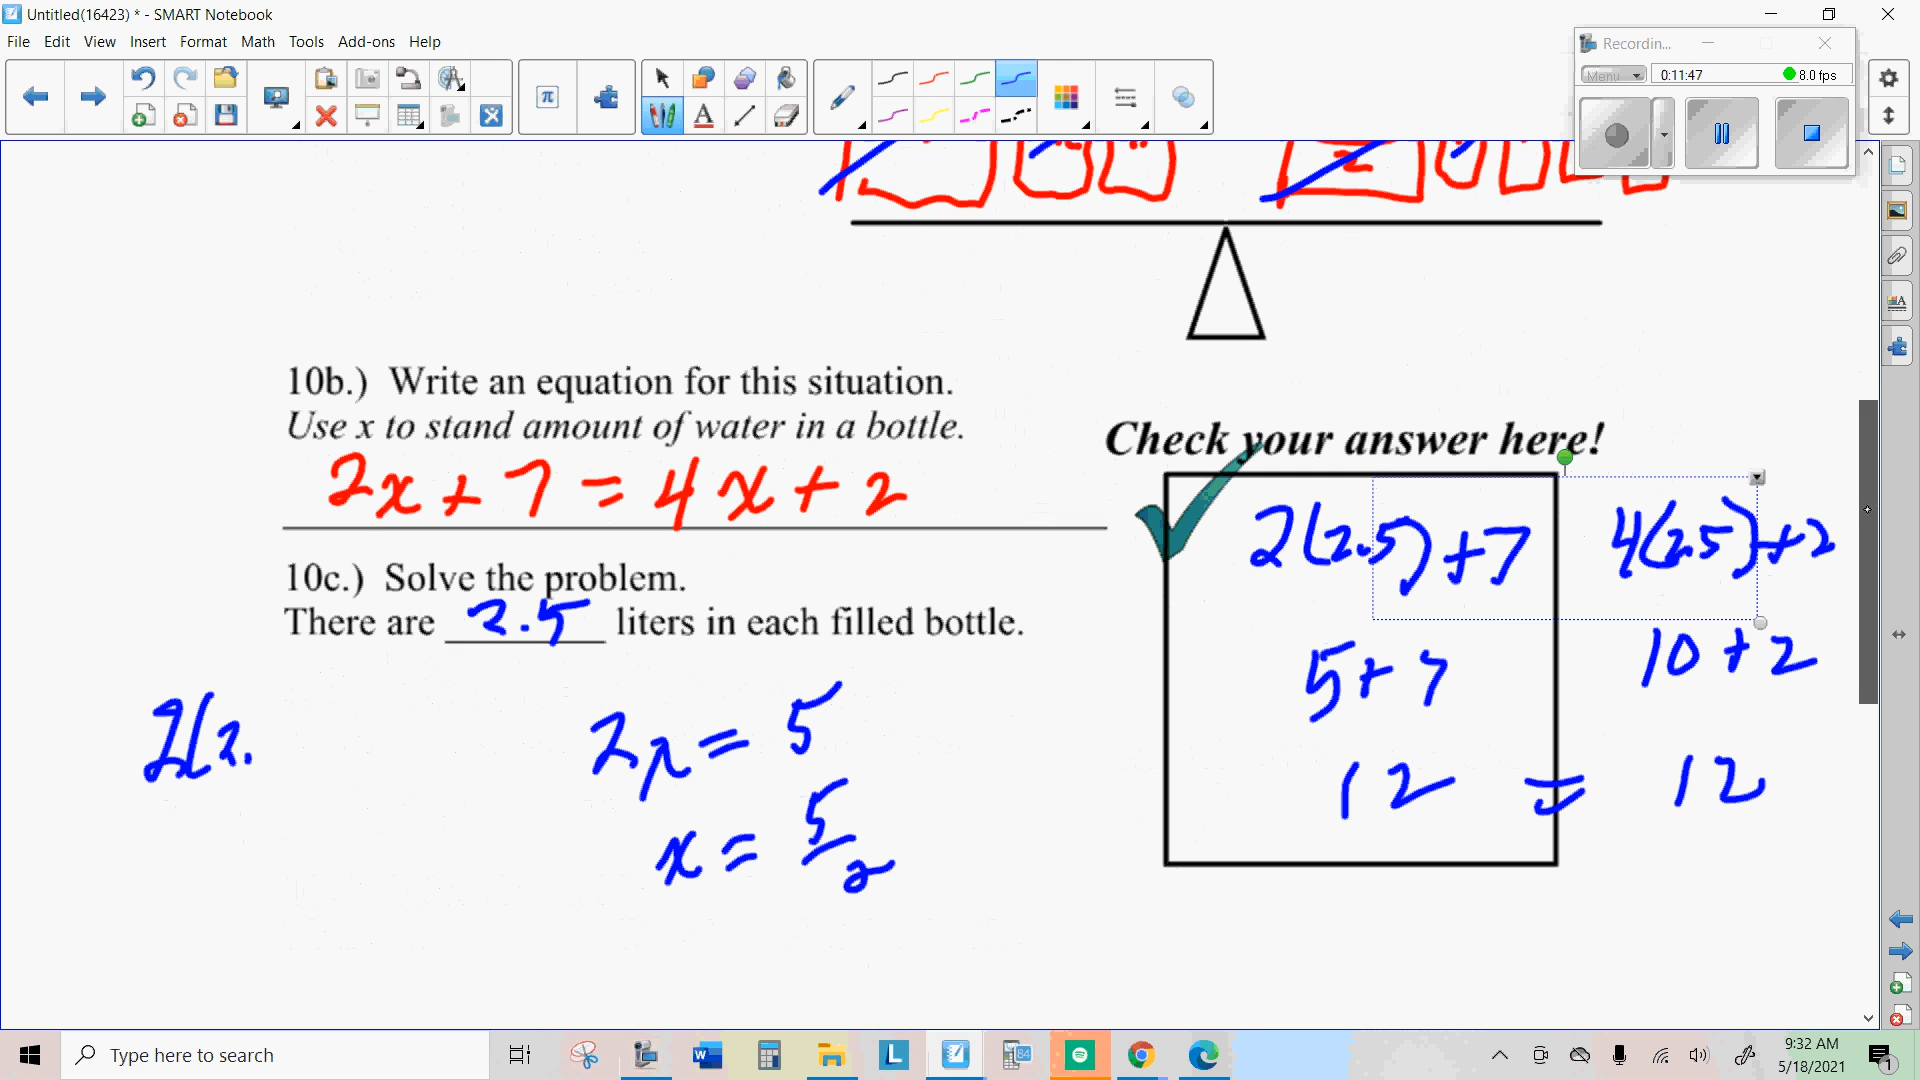 Untitled(16423) * - SMART Notebook
File Edit View Insert Format Math Tools Add-ons Help
Recordin...
Menu 0:11:47 8.0 fps
10b.) Write an equation for this situation.
Use x to stand amount of water in a bottle.
2x + 7 = 4x + 2
10c.) Solve the problem.
There are 2.5 liters in each filled bottle.
2(2.
2x = 5
x = 5/2
Check your answer here!
2(2.5)+7 4(2.5)+2
5+7 10+2
12 = 12
Type here to search
9:32 AM
5/18/2021
1